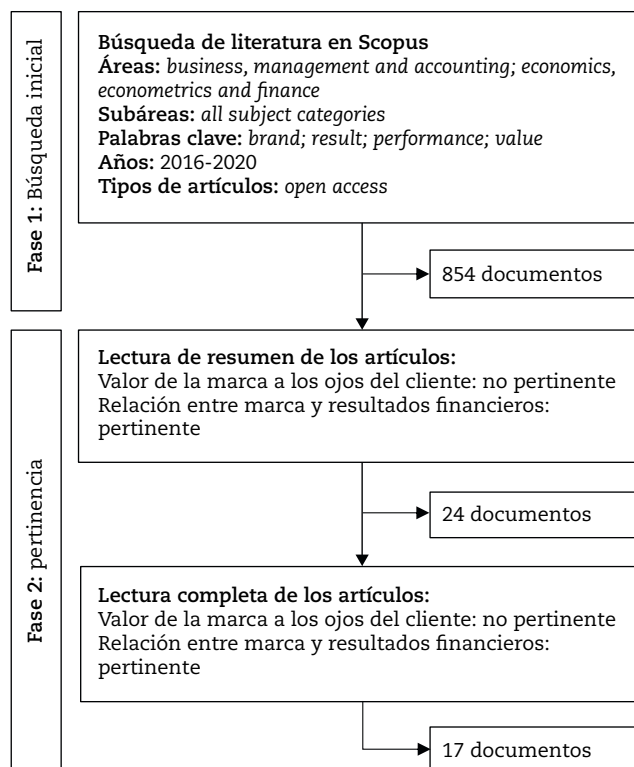 Fase 1: Búsqueda inicial
Búsqueda de literatura en Scopus
Áreas: business, management and accounting; economics,
econometrics and finance
Subáreas: all subject categories
Palabras clave: brand; result; performance; value
Años: 2016-2020
Tipos de artículos: open access
854 documentos
Fase 2: pertinencia
Lectura de resumen de los artículos:
Valor de la marca a los ojos del cliente: no pertinente
Relación entre marca y resultados financieros:
pertinente
24 documentos
Lectura completa de los artículos:
Valor de la marca a los ojos del cliente: no pertinente
Relación entre marca y resultados financieros:
pertinente
17 documentos